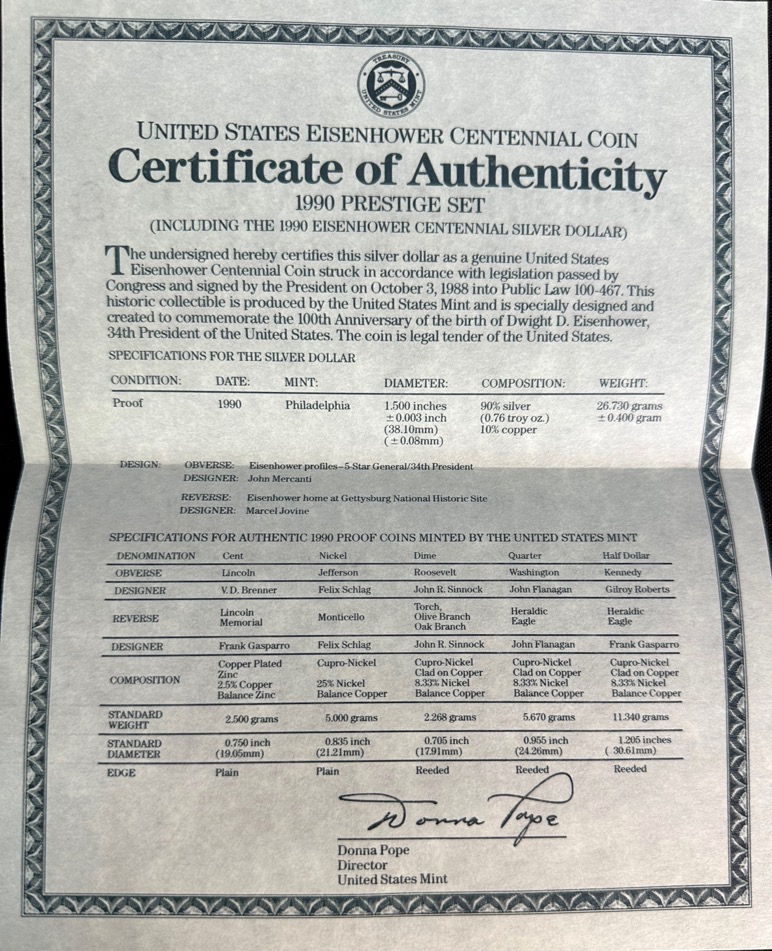 TREASURY
UNITED STATES MINT
UNITED STATES EISENHOWER CENTENNIAL COIN
Certificate of Authenticity
1990 PRESTIGE SET
(INCLUDING THE 1990 EISENHOWER CENTENNIAL SILVER DOLLAR)
The undersigned hereby certifies this silver dollar as a genuine United States
Eisenhower Centennial Coin struck in accordance with legislation passed by
Congress and signed by the President on October 3, 1988 into Public Law 100-467. This
historic collectible is produced by the United States Mint and is specially designed and
created to commemorate the 100th Anniversary of the birth of Dwight D. Eisenhower,
34th President of the United States. The coin is legal tender of the United States.
SPECIFICATIONS FOR THE SILVER DOLLAR
CONDITION: DATE: MINT: DIAMETER: COMPOSITION: WEIGHT:
Proof 1990 Philadelphia 1.500 inches 90% silver 26.730 grams
±0.003 inch (0.76 troy oz.) ±0.400 gram
(38.10mm) 10% copper
(±0.08mm)
DESIGN: OBVERSE: Eisenhower profiles–5-Star General/34th President
DESIGNER: John Mercanti
REVERSE: Eisenhower home at Gettysburg National Historic Site
DESIGNER: Marcel Jovine
SPECIFICATIONS FOR AUTHENTIC 1990 PROOF COINS MINTED BY THE UNITED STATES MINT
DENOMINATION Cent Nickel Dime Quarter Half Dollar
OBVERSE Lincoln Jefferson Roosevelt Washington Kennedy
DESIGNER V.D. Brenner Felix Schlag John R. Sinnock John Flanagan Gilroy Roberts
REVERSE Lincoln Memorial Monticello Torch, Olive Branch Oak Branch Heraldic Eagle Heraldic Eagle
DESIGNER Frank Gasparro Felix Schlag John R. Sinnock John Flanagan Frank Gasparro
COMPOSITION Copper Plated Zinc 2.5% Copper Balance Zinc Cupro-Nickel 25% Nickel Balance Copper Cupro-Nickel Clad on Copper 8.33% Nickel Balance Copper Cupro-Nickel Clad on Copper 8.33% Nickel Balance Copper Cupro-Nickel Clad on Copper 8.33% Nickel Balance Copper
STANDARD WEIGHT 2.500 grams 5.000 grams 2.268 grams 5.670 grams 11.340 grams
STANDARD DIAMETER 0.750 inch (19.05mm) 0.835 inch (21.21mm) 0.705 inch (17.91mm) 0.955 inch (24.26mm) 1.205 inches ( 30.61mm)
EDGE Plain Plain Reeded Reeded Reeded
Donna Pope
Donna Pope
Director
United States Mint